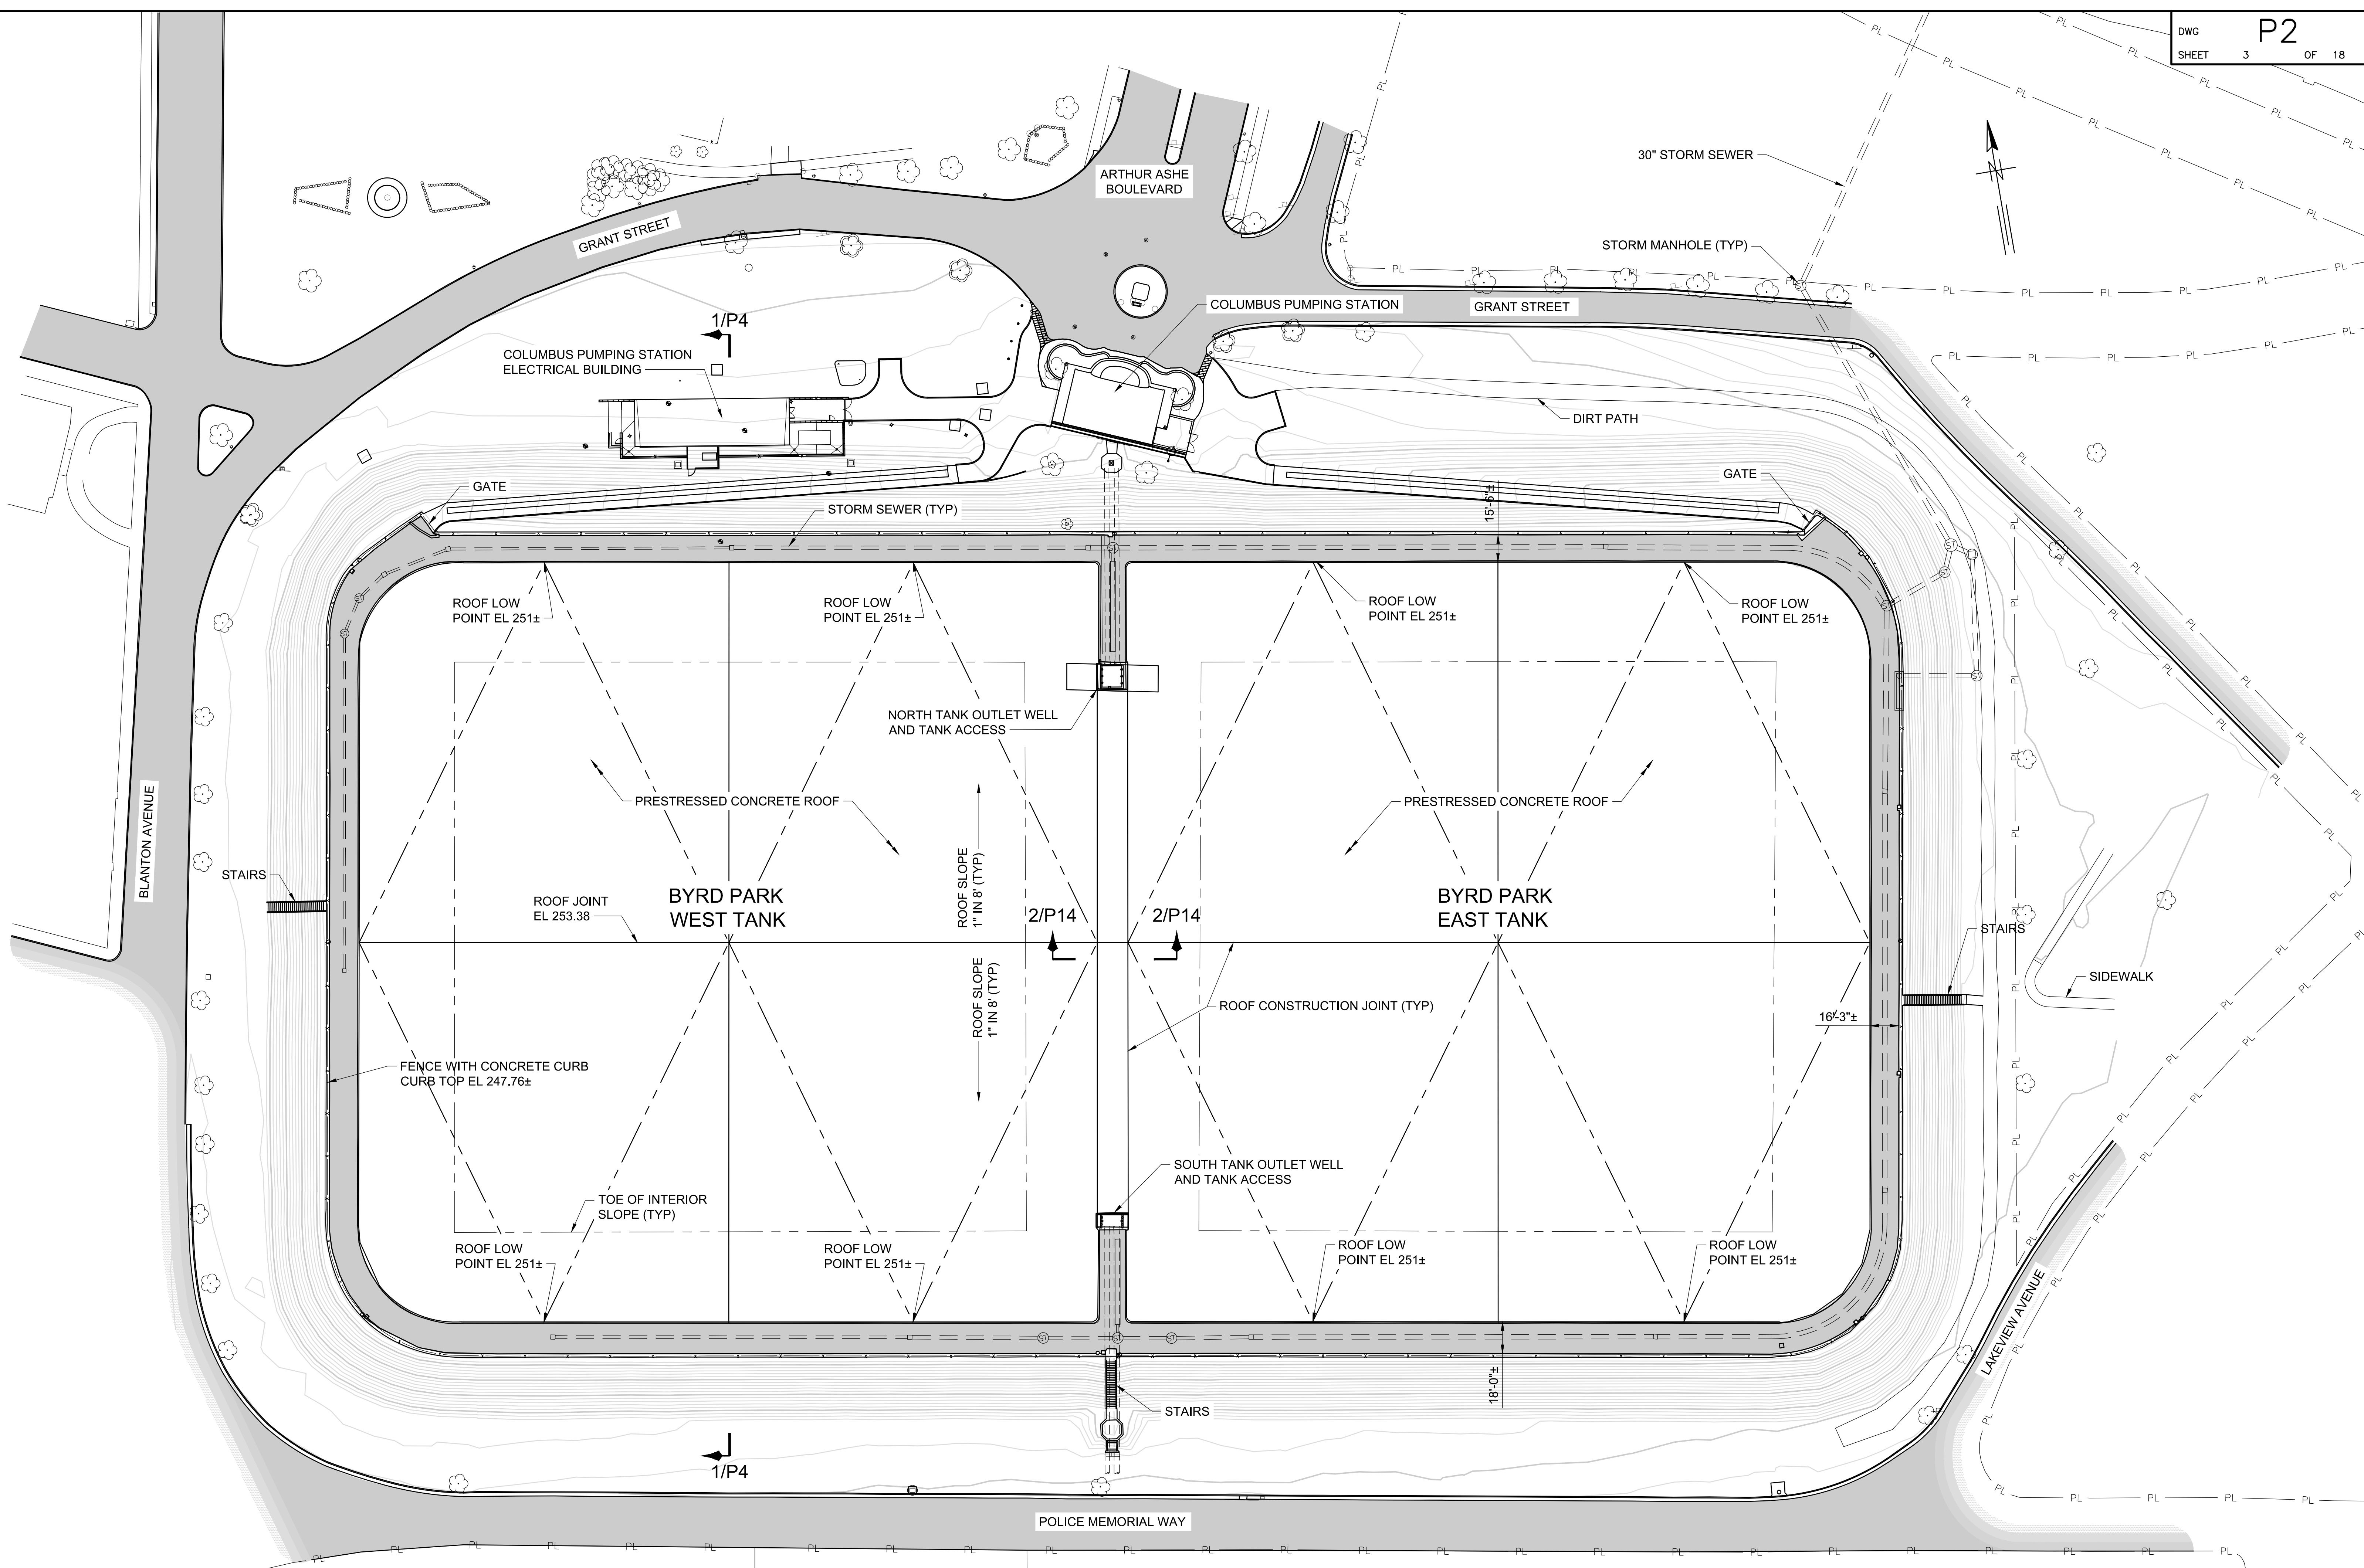 DWG P2
SHEET 3 OF 18
ARTHUR ASHE
BOULEVARD
30" STORM SEWER
GRANT STREET
STORM MANHOLE (TYP)
COLUMBUS PUMPING STATION
GRANT STREET
1/P4
COLUMBUS PUMPING STATION
ELECTRICAL BUILDING
DIRT PATH
GATE
GATE
STORM SEWER (TYP)
15'-6"±
ROOF LOW
POINT EL 251±
ROOF LOW
POINT EL 251±
ROOF LOW
POINT EL 251±
ROOF LOW
POINT EL 251±
NORTH TANK OUTLET WELL
AND TANK ACCESS
PRESTRESSED CONCRETE ROOF
PRESTRESSED CONCRETE ROOF
BLANTON AVENUE
STAIRS
ROOF JOINT
EL 253.38
BYRD PARK
WEST TANK
ROOF SLOPE
1" IN 8' (TYP)
2/P14
2/P14
BYRD PARK
EAST TANK
STAIRS
ROOF SLOPE
1" IN 8' (TYP)
SIDEWALK
ROOF CONSTRUCTION JOINT (TYP)
16'-3"±
FENCE WITH CONCRETE CURB
CURB TOP EL 247.76±
SOUTH TANK OUTLET WELL
AND TANK ACCESS
TOE OF INTERIOR
SLOPE (TYP)
ROOF LOW
POINT EL 251±
ROOF LOW
POINT EL 251±
ROOF LOW
POINT EL 251±
ROOF LOW
POINT EL 251±
LAKEVIEW AVENUE
18'-0"±
STAIRS
1/P4
POLICE MEMORIAL WAY